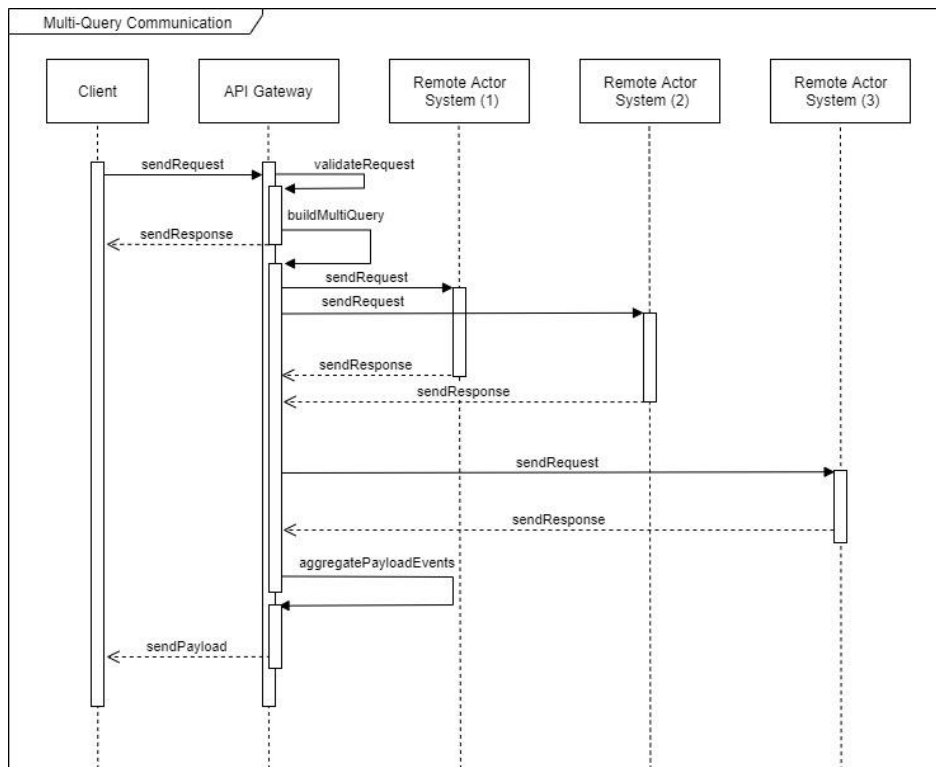 Multi-Query Communication
Client
API Gateway
Remote Actor
System (1)
Remote Actor
System (2)
Remote Actor
System (3)
sendRequest
validateRequest
buildMultiQuery
sendResponse
sendRequest
sendRequest
sendResponse
sendResponse
sendRequest
sendResponse
aggregatePayloadEvents
sendPayload